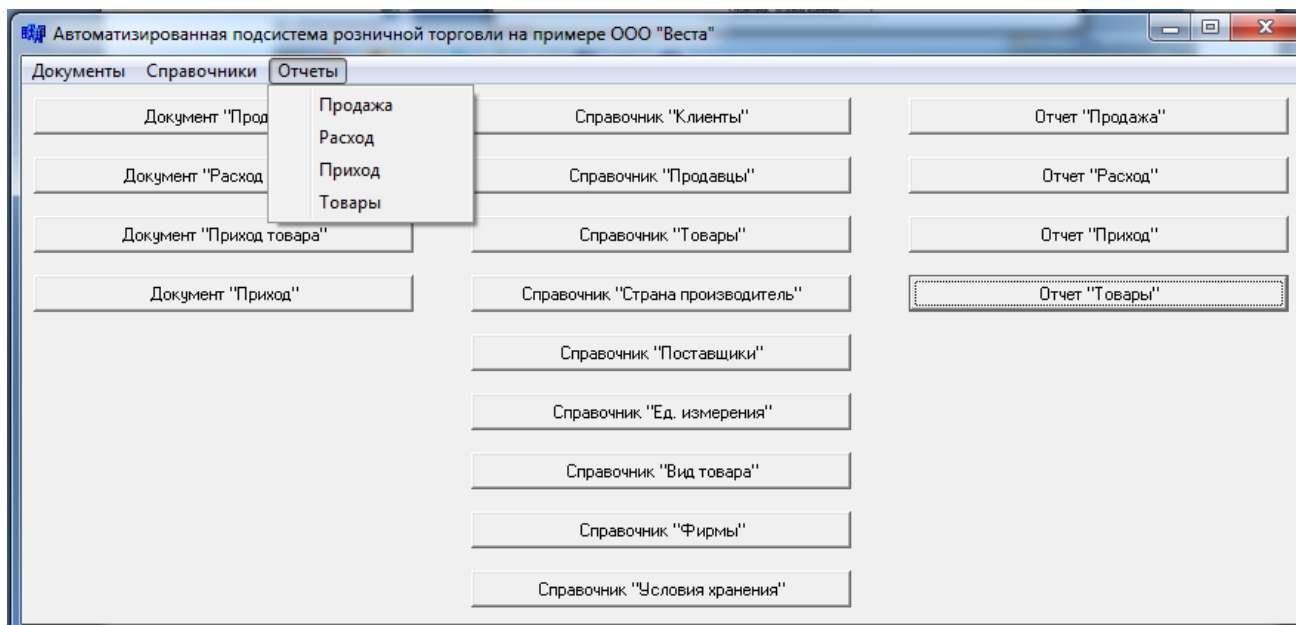 Автоматизированная подсистема розничной торговли на примере ООО "Веста"
Документы Справочники Отчеты
Продажа
Расход
Приход
Товары
Документ "Прод
Документ "Расход
Документ "Приход товара"
Документ "Приход"
Справочник "Клиенты"
Справочник "Продавцы"
Справочник "Товары"
Справочник "Страна производитель"
Справочник "Поставщики"
Справочник "Ед. измерения"
Справочник "Вид товара"
Справочник "Фирмы"
Справочник "Условия хранения"
Отчет "Продажа"
Отчет "Расход"
Отчет "Приход"
Отчет "Товары"